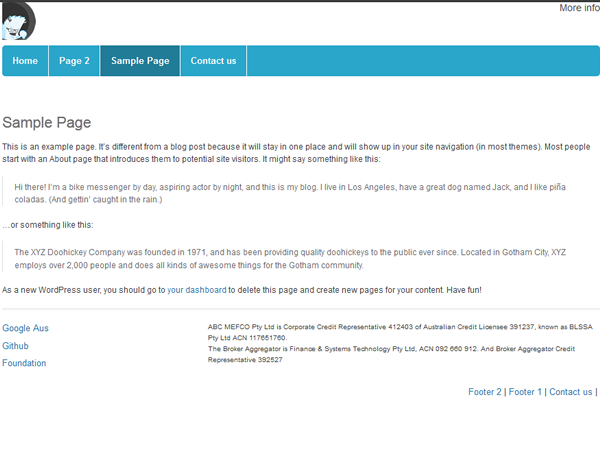 More info
Home Page 2 Sample Page Contact us
Sample Page
This is an example page. It's different from a blog post because it will stay in one place and will show up in your site navigation (in most themes). Most people
start with an About page that introduces them to potential site visitors. It might say something like this:
Hi there! I'm a bike messenger by day, aspiring actor by night, and this is my blog. I live in Los Angeles, have a great dog named Jack, and I like piña
coladas. (And gettin' caught in the rain.)
...or something like this:
The XYZ Doohickey Company was founded in 1971, and has been providing quality doohickeys to the public ever since. Located in Gotham City, XYZ
employs over 2,000 people and does all kinds of awesome things for the Gotham community.
As a new WordPress user, you should go to your dashboard to delete this page and create new pages for your content. Have fun!
Google Aus
Github
Foundation
ABC MEFCO Pty Ltd is Corporate Credit Representative 412403 of Australian Credit Licensee 391237, known as BLSSA
Pty Ltd ACN 117651760.
The Broker Aggregator is Finance & Systems Technology Pty Ltd, ACN 092 660 912. And Broker Aggregator Credit
Representative 392527
Footer 2 | Footer 1 | Contact us |